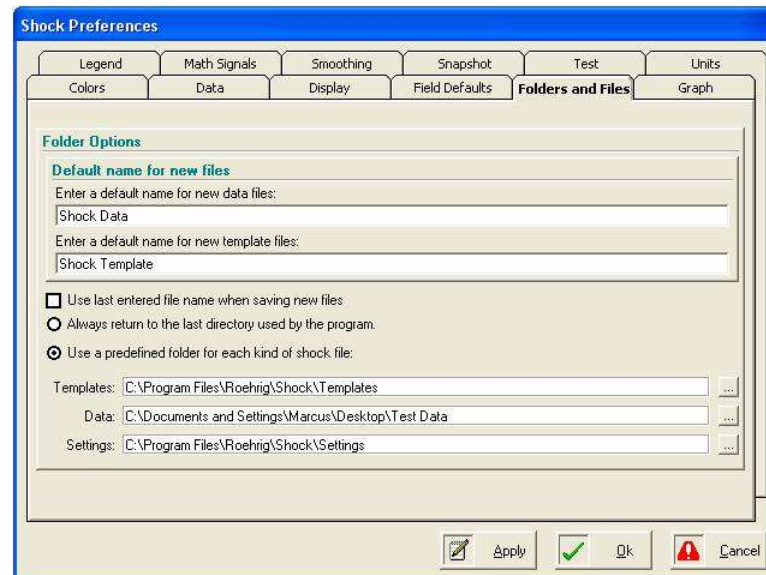 Shock Preferences
Legend Math Signals Smoothing Snapshot Test Units
Colors Data Display Field Defaults Folders and Files Graph
Folder Options
Default name for new files
Enter a default name for new data files:
Shock Data
Enter a default name for new template files:
Shock Template
Use last entered file name when saving new files
Always return to the last directory used by the program.
Use a predefined folder for each kind of shock file:
Templates: C:\Program Files\Roehrig\Shock\Templates ...
Data: C:\Documents and Settings\Marcus\Desktop\Test Data ...
Settings: C:\Program Files\Roehrig\Shock\Settings ...
Apply Ok Cancel